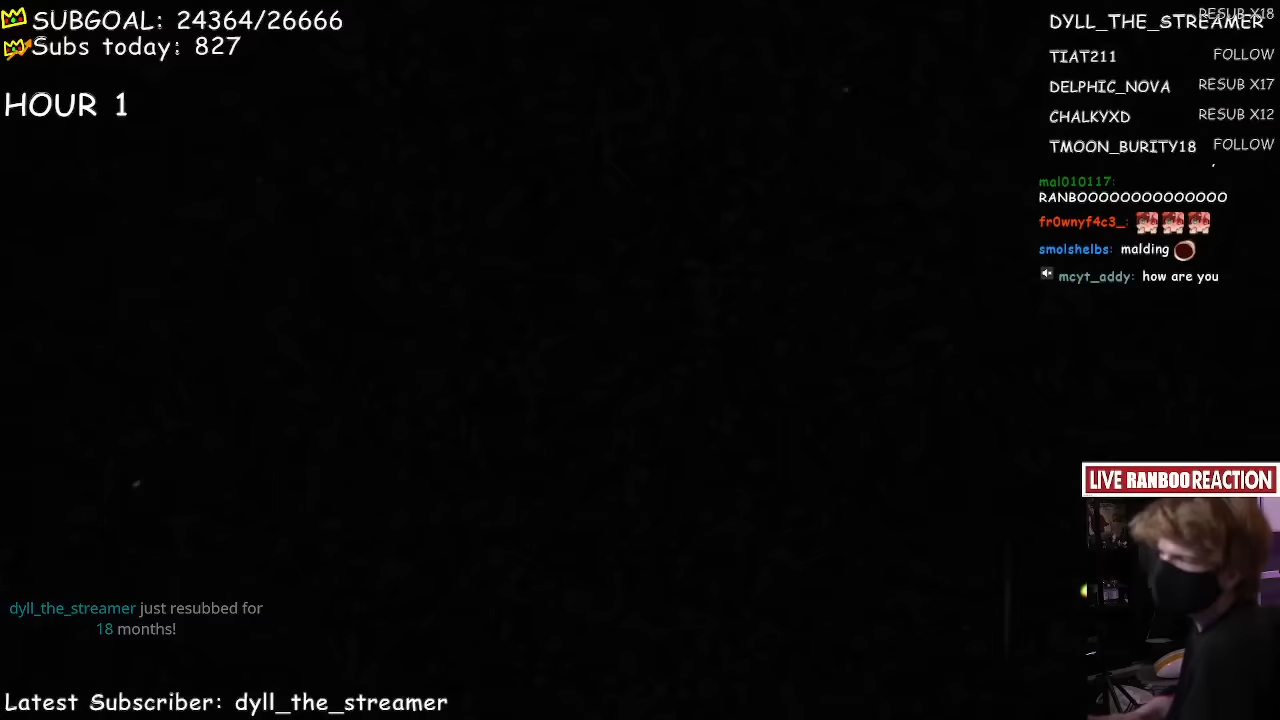 SUBGOAL: 24364/26666
Subs today: 827
HOUR 1
DYLL_THE_STREAMER RESUB X18
TIAT211 FOLLOW
DELPHIC_NOVA RESUB X17
CHALKYXD RESUB X12
TMOON_BURITY18 FOLLOW
mal010117:
RANBOOOOOOOOOOOOOO
fr0wnyf4c3_:
smolshelbs: malding
mcyt_addy: how are you
LIVE RANBOO REACTION
dyll_the_streamer just resubbed for
18 months!
Latest Subscriber: dyll_the_streamer